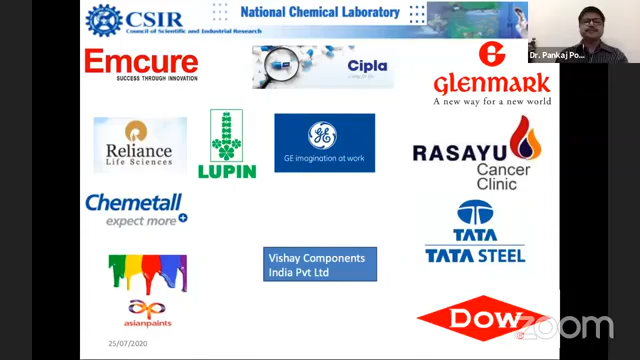 CSIR
Council of Scientific and Industrial Research
National Chemical Laboratory
Dr. Pankaj Po...
Emcure
SUCCESS THROUGH INNOVATION
Cipla
G
GLENMARK
A new way for a new world
Reliance
Life Sciences
LUPIN
GE imagination at work
RASAYU
Cancer
Clinic
Chemetall
expect more
TATA
TATA STEEL
Vishay Components
India Pvt Ltd
ap
asianpaints
DOW
zoom
25/07/2020